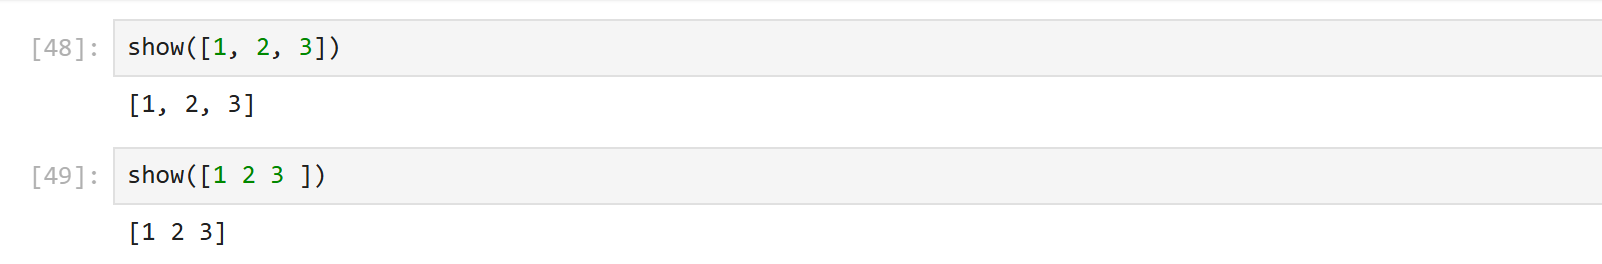 [48]: show([1, 2, 3])
[1, 2, 3]
[49]: show([1 2 3 ])
[1 2 3]